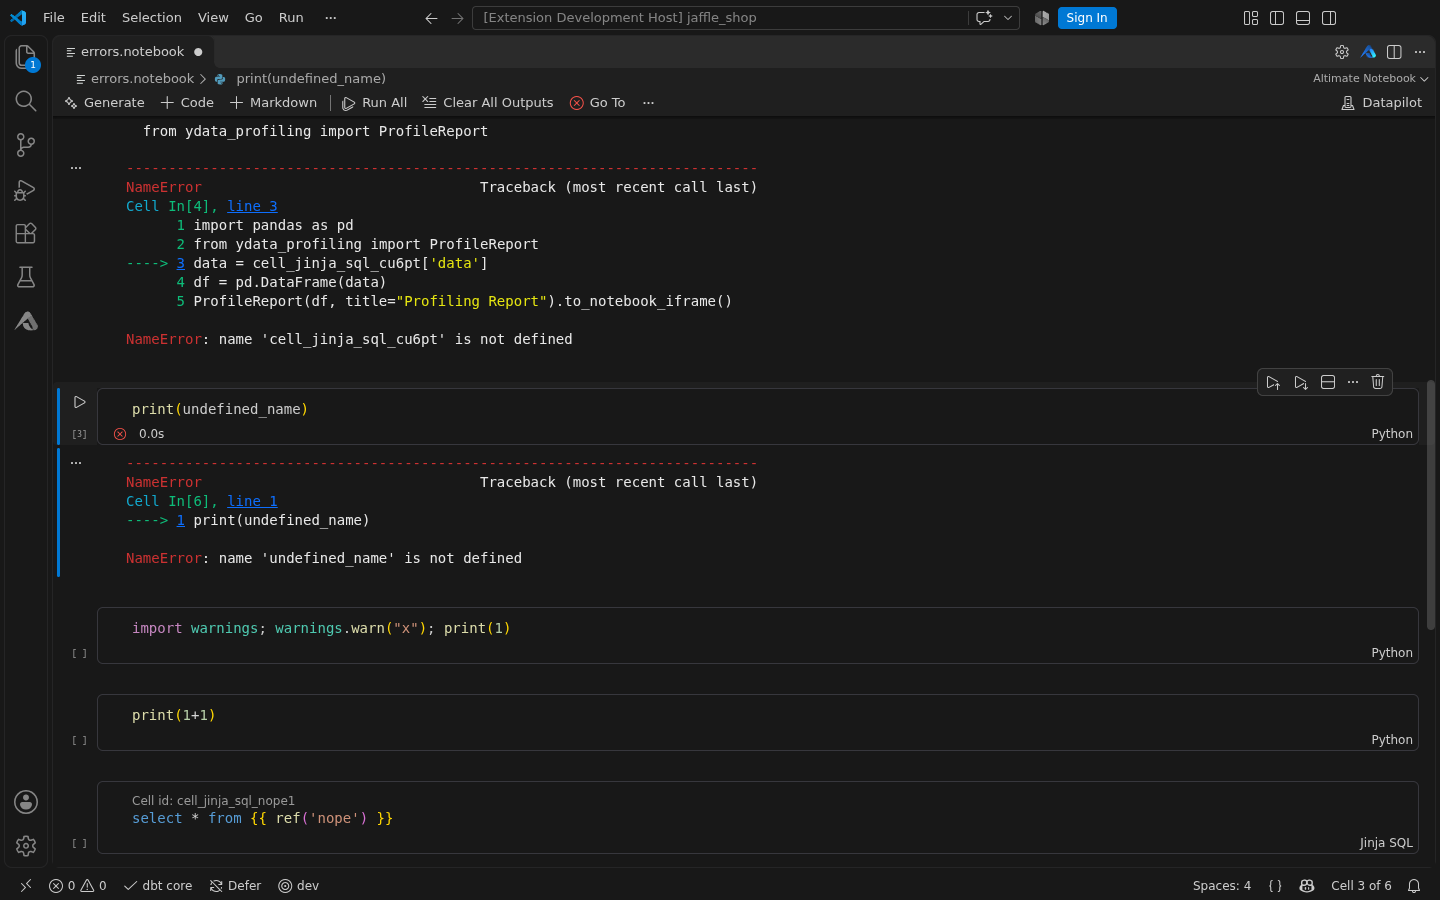 File Edit Selection View Go Run ···
[Extension Development Host] jaffle_shop
Sign In
errors.notebook
1
errors.notebook > print(undefined_name)
Altimate Notebook
Generate + Code + Markdown | Run All Clear All Outputs Go To ··· Datapilot
from ydata_profiling import ProfileReport
---------------------------------------------------------------------------
NameError                                 Traceback (most recent call last)
Cell In[4], line 3
1 import pandas as pd
2 from ydata_profiling import ProfileReport
----> 3 data = cell_jinja_sql_cu6pt['data']
4 df = pd.DataFrame(data)
5 ProfileReport(df, title="Profiling Report").to_notebook_iframe()
NameError: name 'cell_jinja_sql_cu6pt' is not defined
print(undefined_name)
[3] 0.0s Python
---------------------------------------------------------------------------
NameError                                 Traceback (most recent call last)
Cell In[6], line 1
----> 1 print(undefined_name)
NameError: name 'undefined_name' is not defined
import warnings; warnings.warn("x"); print(1)
[ ] Python
print(1+1)
[ ] Python
Cell id: cell_jinja_sql_nope1
select * from {{ ref('nope') }}
[ ] Jinja SQL
0 0 dbt core Defer dev Spaces: 4 { } Cell 3 of 6